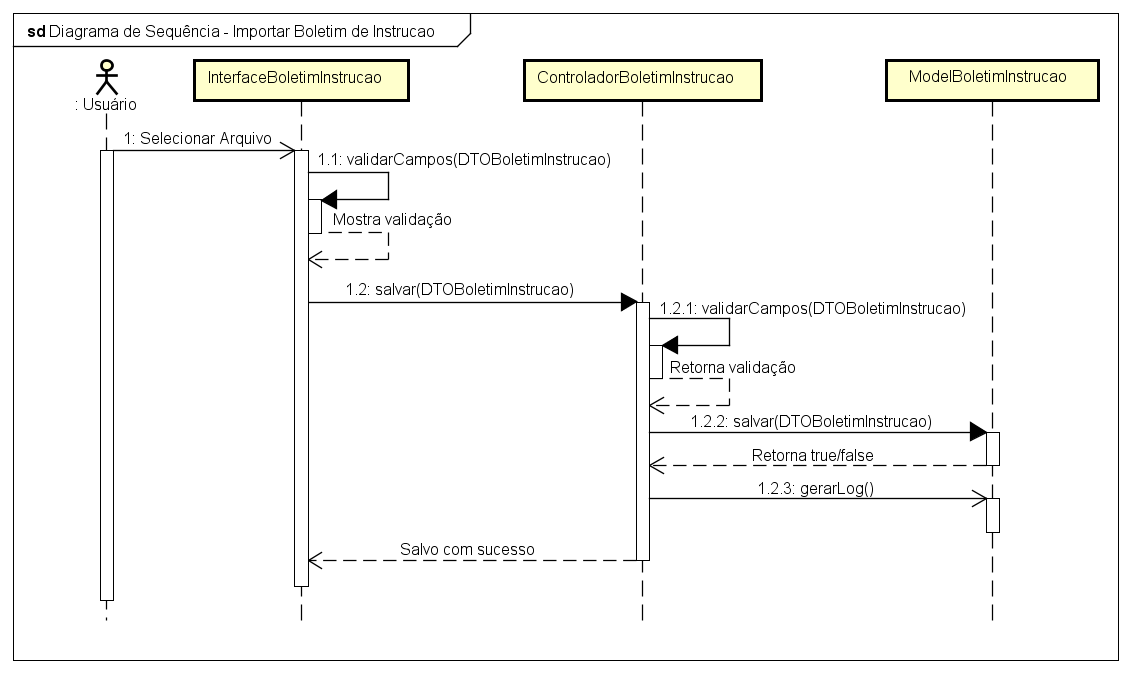 sd Diagrama de Sequência - Importar Boletim de Instrucao
: Usuário
InterfaceBoletimInstrucao
ControladorBoletimInstrucao
ModelBoletimInstrucao
1: Selecionar Arquivo
1.1: validarCampos(DTOBoletimInstrucao)
Mostra validação
1.2: salvar(DTOBoletimInstrucao)
1.2.1: validarCampos(DTOBoletimInstrucao)
Retorna validação
1.2.2: salvar(DTOBoletimInstrucao)
Retorna true/false
1.2.3: gerarLog()
Salvo com sucesso